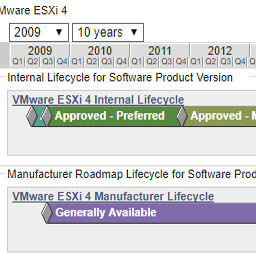 VMware ESXi 4
2009 10 years
2009 2010 2011 2012
Q1 Q2 Q3 Q4 Q1 Q2 Q3 Q4 Q1 Q2 Q3 Q4 Q1 Q2 Q3 Q4
Internal Lifecycle for Software Product Version
VMware ESXi 4 Internal Lifecycle
Approved - Preferred Approved - M
Manufacturer Roadmap Lifecycle for Software Prod
VMware ESXi 4 Manufacturer Lifecycle
Generally Available